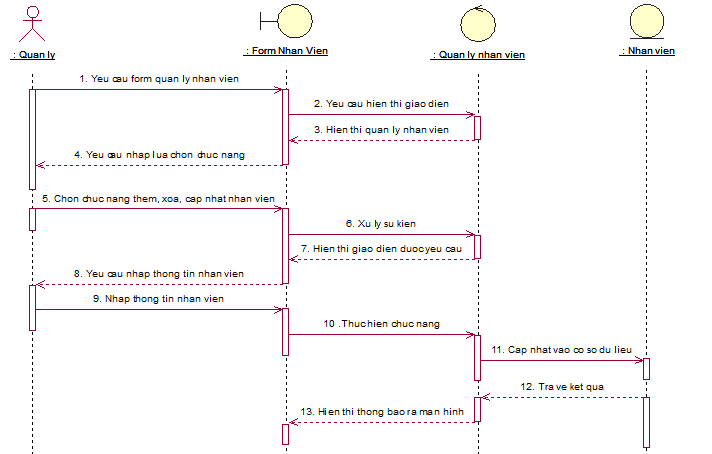 : Quan ly
: Form Nhan Vien
: Quan ly nhan vien
: Nhan vien
1. Yeu cau form quan ly nhan vien
2. Yeu cau hien thi giao dien
3. Hien thi quan ly nhan vien
4. Yeu cau nhap lua chon chuc nang
5. Chon chuc nang them, xoa, cap nhat nhan vien
6. Xu ly su kien
7. Hien thi giao dien duoc yeu cau
8. Yeu cau nhap thong tin nhan vien
9. Nhap thong tin nhan vien
10 .Thuc hien chuc nang
11. Cap nhat vao co so du lieu
12. Tra ve ket qua
13. Hien thi thong bao ra man hinh